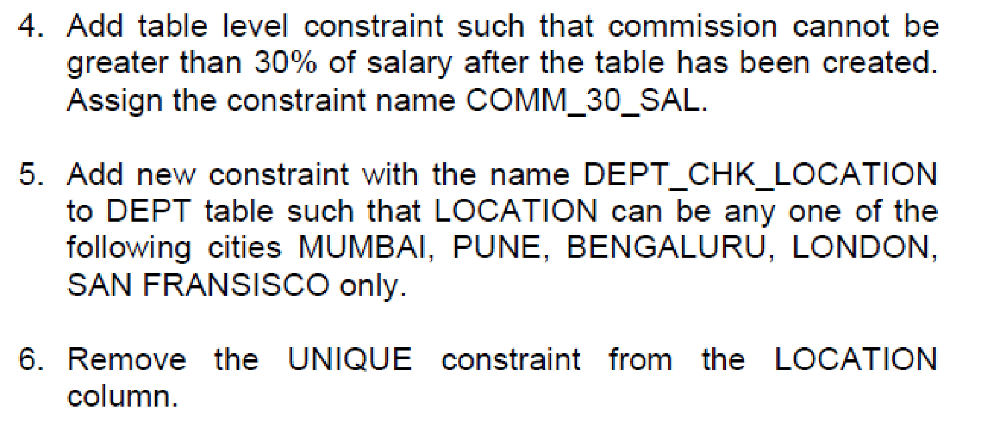 4. Add table level constraint such that commission cannot be
greater than 30% of salary after the table has been created.
Assign the constraint name COMM_30_SAL.
5. Add new constraint with the name DEPT_CHK_LOCATION
to DEPT table such that LOCATION can be any one of the
following cities MUMBAI, PUNE, BENGALURU, LONDON,
SAN FRANSISCO only.
6. Remove the UNIQUE constraint from the LOCATION
column.